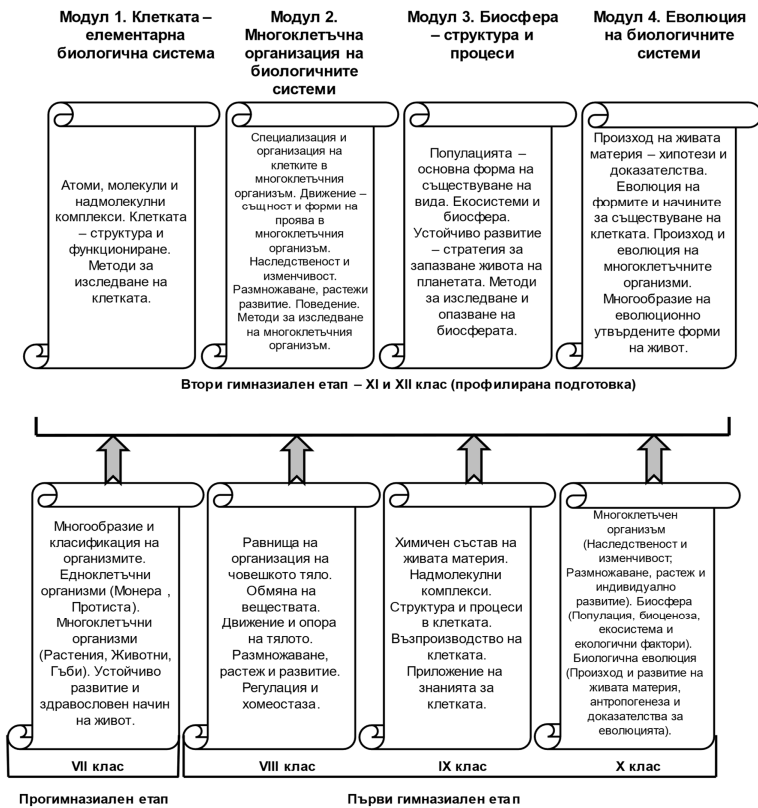 Модул 1. Клетката –
елементарна
биологична система
Модул 2.
Многоклетъчна
организация на
биологичните
системи
Модул 3. Биосфера
– структура и
процеси
Модул 4. Еволюция
на биологичните
системи
Атоми, молекули и
надмолекулни
комплекси. Клетката
– структура и
функциониране.
Методи за
изследване на
клетката.
Специализация и
организация на
клетките в
многоклетъчния
организъм. Движение –
същност и форми на
проява в
многоклетъчния
организъм.
Наследственост и
изменчивост.
Размножаване, растежи
развитие. Поведение.
Методи за изследване
на многоклетъчния
организъм.
Популацията –
основна форма на
съществуване на
вида. Екосистеми и
биосфера.
Устойчиво развитие
– стратегия за
запазване живота на
планетата. Методи
за изследване и
опазване на
биосферата.
Произход на живата
материя – хипотези и
доказателства.
Еволюция на
формите и начините
за съществуване на
клетката. Произход и
еволюция на
многоклетъчните
организми.
Многообразие на
еволюционно
утвърдените форми
на живот.
Втори гимназиален етап – XI и XII клас (профилирана подготовка)
Многообразие и
класификация на
организмите.
Едноклетъчни
организми (Монера ,
Протиста).
Многоклетъчни
организми
(Растения, Животни,
Гъби). Устойчиво
развитие и
здравословен начин
на живот.
Равнища на
организация на
човешкото тяло.
Обмяна на
веществата.
Движение и опора
на тялото.
Размножаване,
растеж и развитие.
Регулация и
хомеостаза.
Химичен състав на
живата материя.
Надмолекулни
комплекси.
Структура и процеси
в клетката.
Възпроизводство на
клетката.
Приложение на
знанията за
клетката.
Многоклетъчен
организъм
(Наследственост и
изменчивост;
Размножаване, растеж и
индивидуално
развитие). Биосфера
(Популация, биоценоза,
екосистема и
екологични фактори).
Биологична еволюция
(Произход и развитие на
живата материя,
антропогенеза и
доказателства за
еволюцията).
VII клас
VIII клас
IX клас
X клас
Прогимназиален етап
Първи гимназиален етап